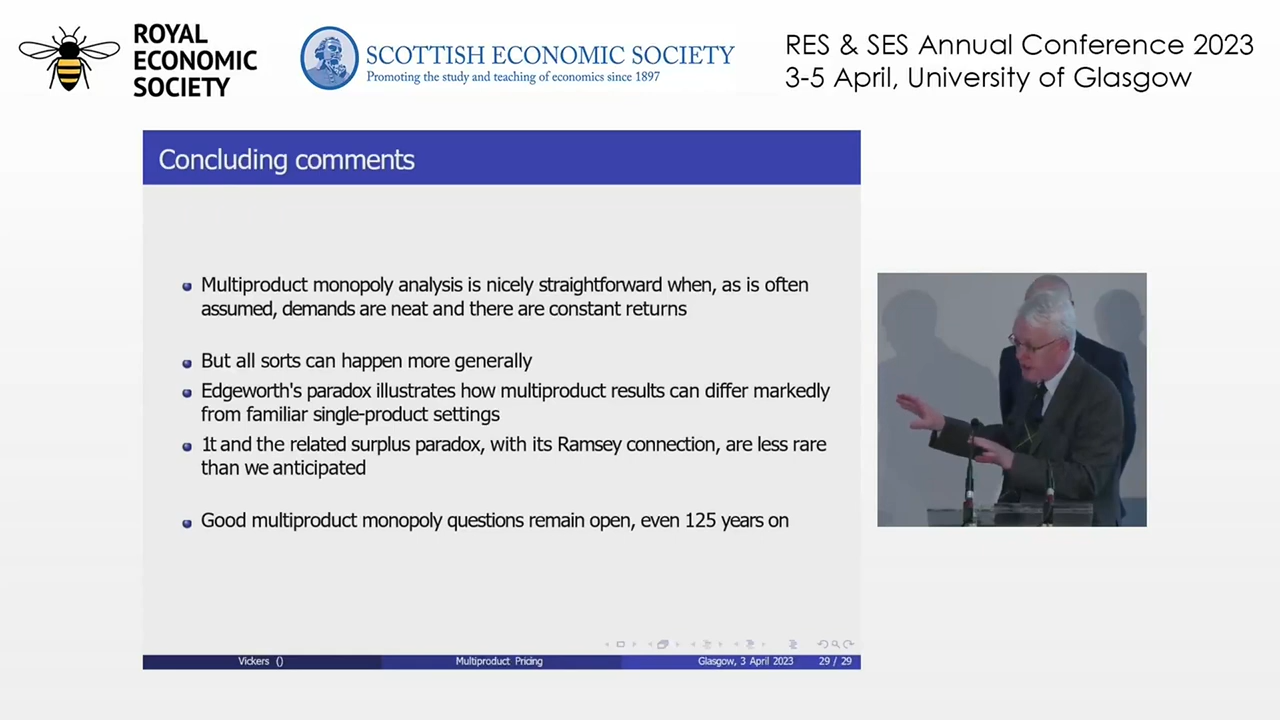 ROYAL
ECONOMIC
SOCIETY
SCOTTISH ECONOMIC SOCIETY
Promoting the study and teaching of economics since 1897
RES & SES Annual Conference 2023
3-5 April, University of Glasgow
Concluding comments
Multiproduct monopoly analysis is nicely straightforward when, as is often
assumed, demands are neat and there are constant returns
But all sorts can happen more generally
Edgeworth's paradox illustrates how multiproduct results can differ markedly
from familiar single-product settings
1t and the related surplus paradox, with its Ramsey connection, are less rare
than we anticipated
Good multiproduct monopoly questions remain open, even 125 years on
Vickers ()
Multiproduct Pricing
Glasgow, 3 April 2023
29 / 29